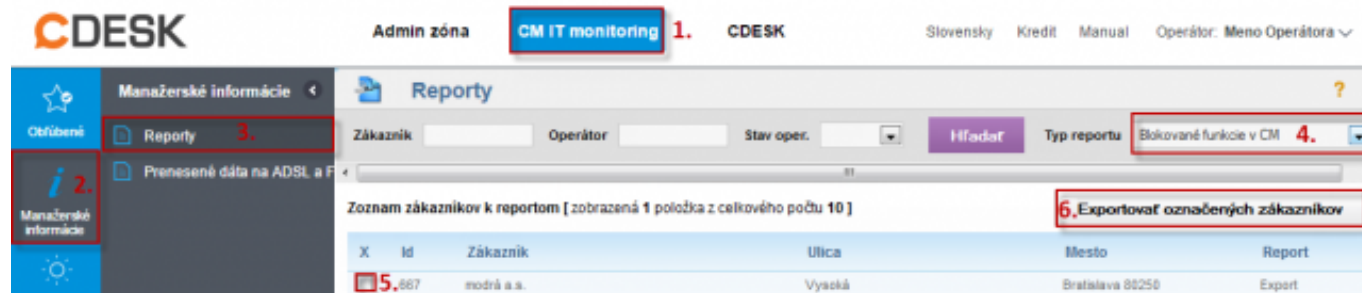 CDESK Admin zóna CM IT monitoring 1. CDESK Slovensky Kredit Manual Operátor: Meno Operátora
Obľúbené Manažérské informácie Reporty ?
Reporty 3. Zákazník Operátor Stav oper. Hľadať Typ reportu Blokované funkcie v CM 4.
2. Prenesené dáta na ADSL a F
Manažerské informácie
Zoznam zákazníkov k reportom [ zobrazená 1 položka z celkového počtu 10 ] 6. Exportovať označených zákazníkov
X Id Zákazník Ulica Mesto Report
5. 667 modrá a.s. Vysoká Bratislava 80250 Export